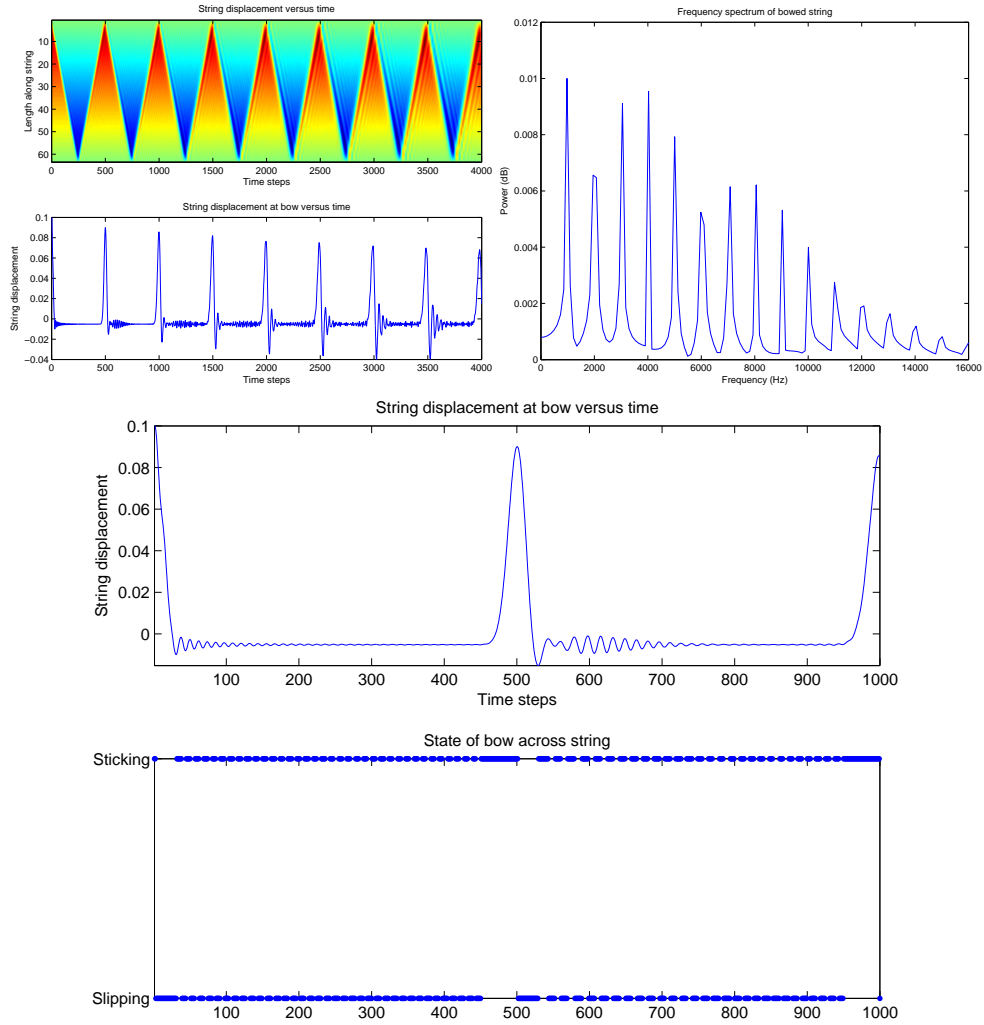 String displacement versus time
Length along string
10
20
30
40
50
60
0 500 1000 1500 2000 2500 3000 3500 4000
Time steps
String displacement at bow versus time
String displacement
0.1
0.08
0.06
0.04
0.02
0
−0.02
−0.04
0 500 1000 1500 2000 2500 3000 3500 4000
Time steps
Frequency spectrum of bowed string
Power (dB)
0.012
0.01
0.008
0.006
0.004
0.002
0
0 2000 4000 6000 8000 10000 12000 14000 16000
Frequency (Hz)
String displacement at bow versus time
String displacement
0.1
0.08
0.06
0.04
0.02
0
100 200 300 400 500 600 700 800 900 1000
Time steps
State of bow across string
Sticking
Slipping
100 200 300 400 500 600 700 800 900 1000